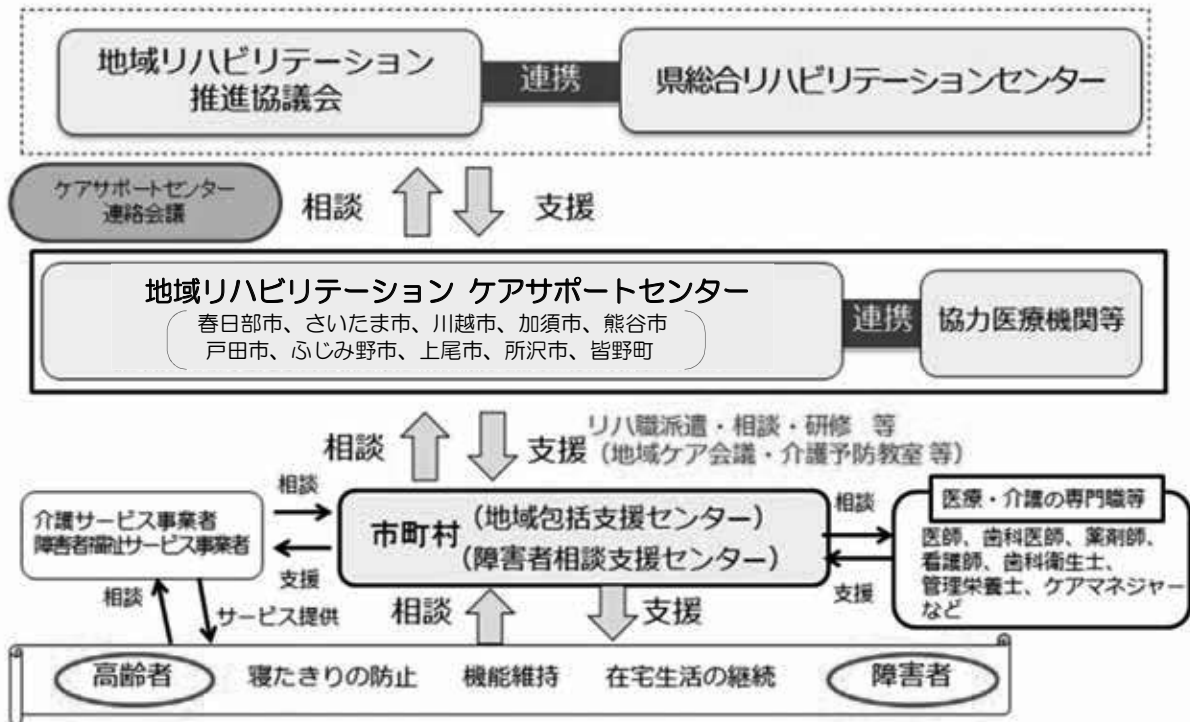 地域リハビリテーション
推進協議会
連携
県総合リハビリテーションセンター
ケアサポートセンター
連絡会議
相談
支援
地域リハビリテーション ケアサポートセンター
春日部市、さいたま市、川越市、加須市、熊谷市
戸田市、ふじみ野市、上尾市、所沢市、皆野町
連携
協力医療機関等
相談
支援
リハ職派遣・相談・研修 等
(地域ケア会議・介護予防教室 等)
介護サービス事業者
障害者福祉サービス事業者
相談
支援
市町村
(地域包括支援センター)
(障害者相談支援センター)
相談
支援
医療・介護の専門職等
医師、歯科医師、薬剤師、
看護師、歯科衛生士、
管理栄養士、ケアマネジャー
など
相談
サービス提供
相談
支援
高齢者
寝たきりの防止
機能維持
在宅生活の継続
障害者